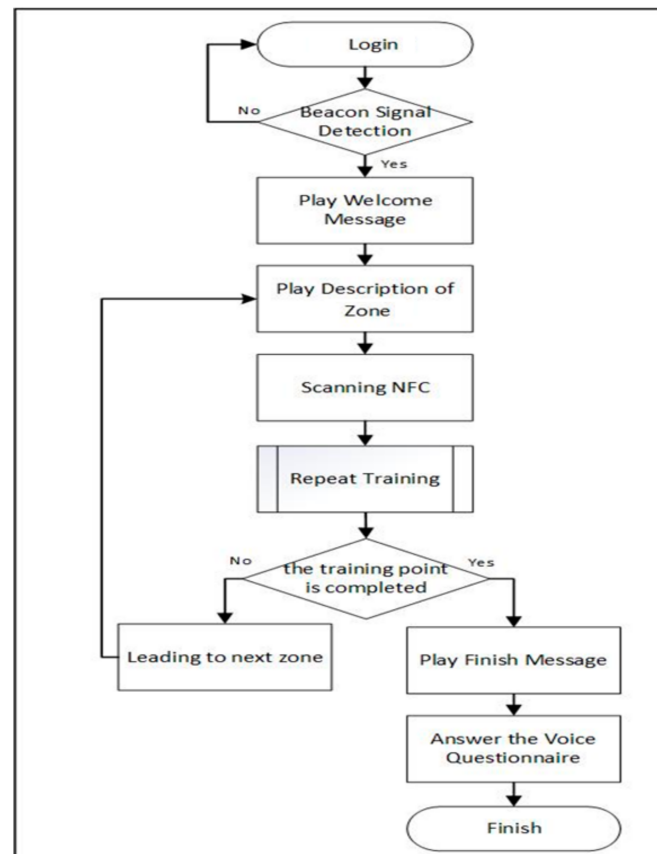 Login
No
Beacon Signal
Detection
Yes
Play Welcome
Message
Play Description of
Zone
Scanning NFC
Repeat Training
No
Yes
the training point
is completed
Leading to next zone
Play Finish Message
Answer the Voice
Questionnaire
Finish